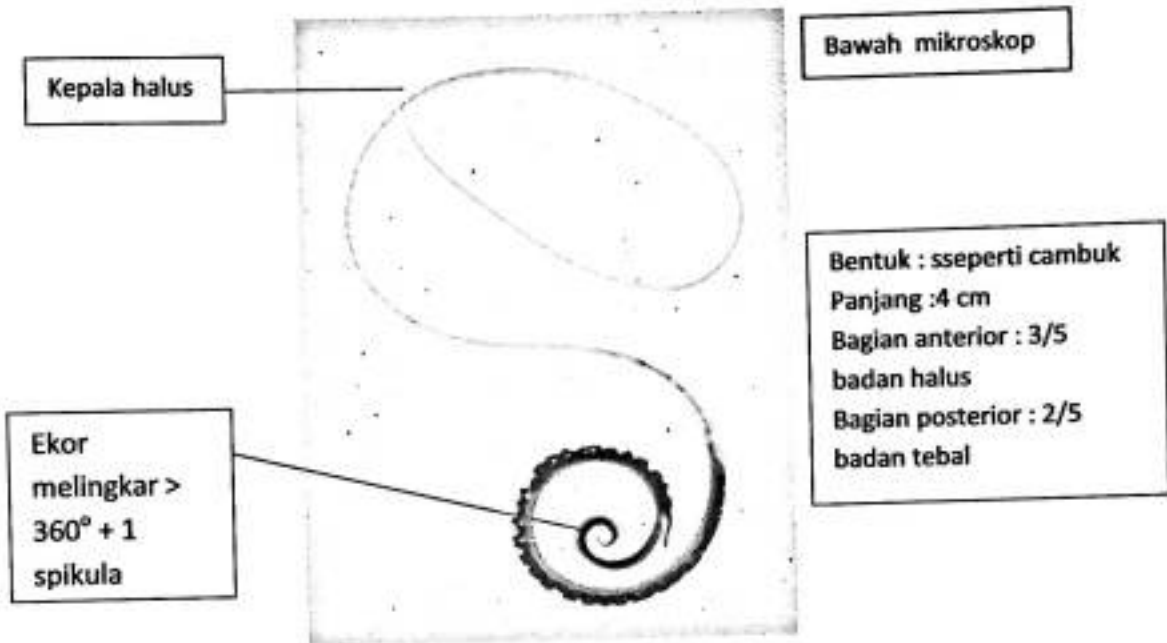 Bawah mikroskop
Kepala halus
Bentuk : sseperti cambuk
Panjang :4 cm
Bagian anterior : 3/5
badan halus
Bagian posterior : 2/5
badan tebal
Ekor
melingkar >
360° + 1
spikula